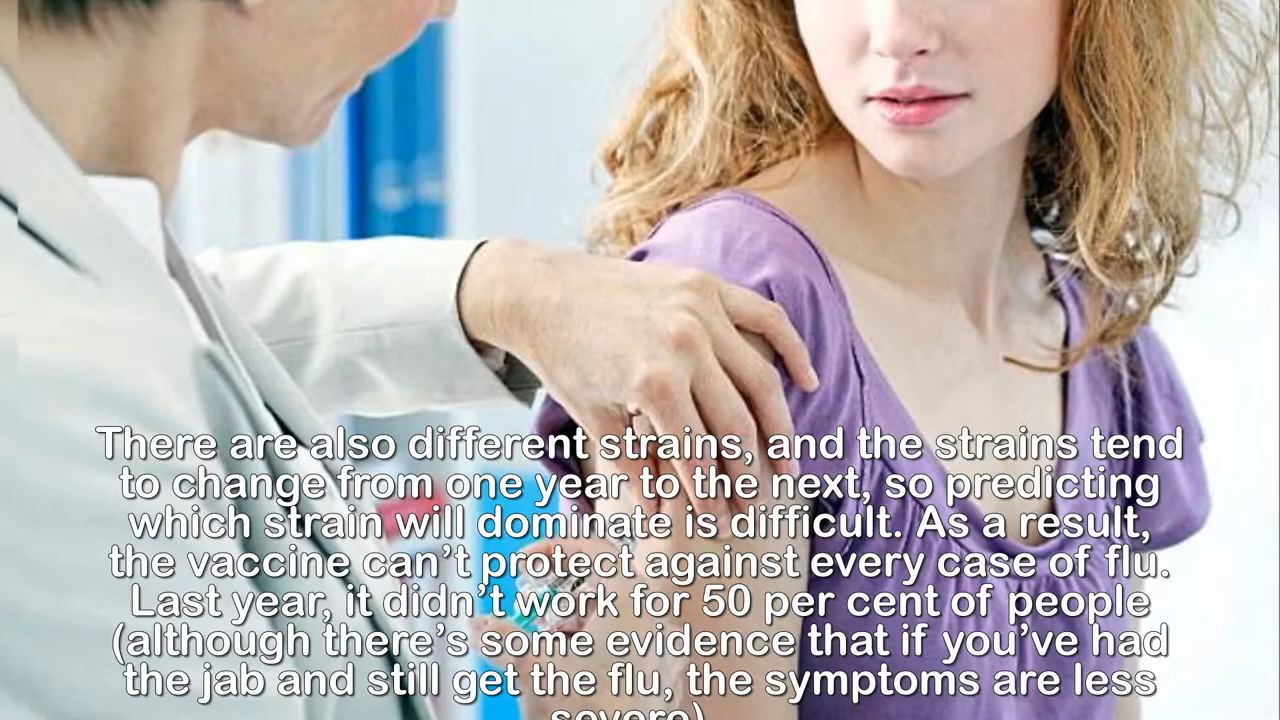 There are also different strains, and the strains tend
to change from one year to the next, so predicting
which strain will dominate is difficult. As a result,
the vaccine can’t protect against every case of flu.
Last year, it didn’t work for 50 per cent of people
(although there’s some evidence that if you’ve had
the jab and still get the flu, the symptoms are less
severe)